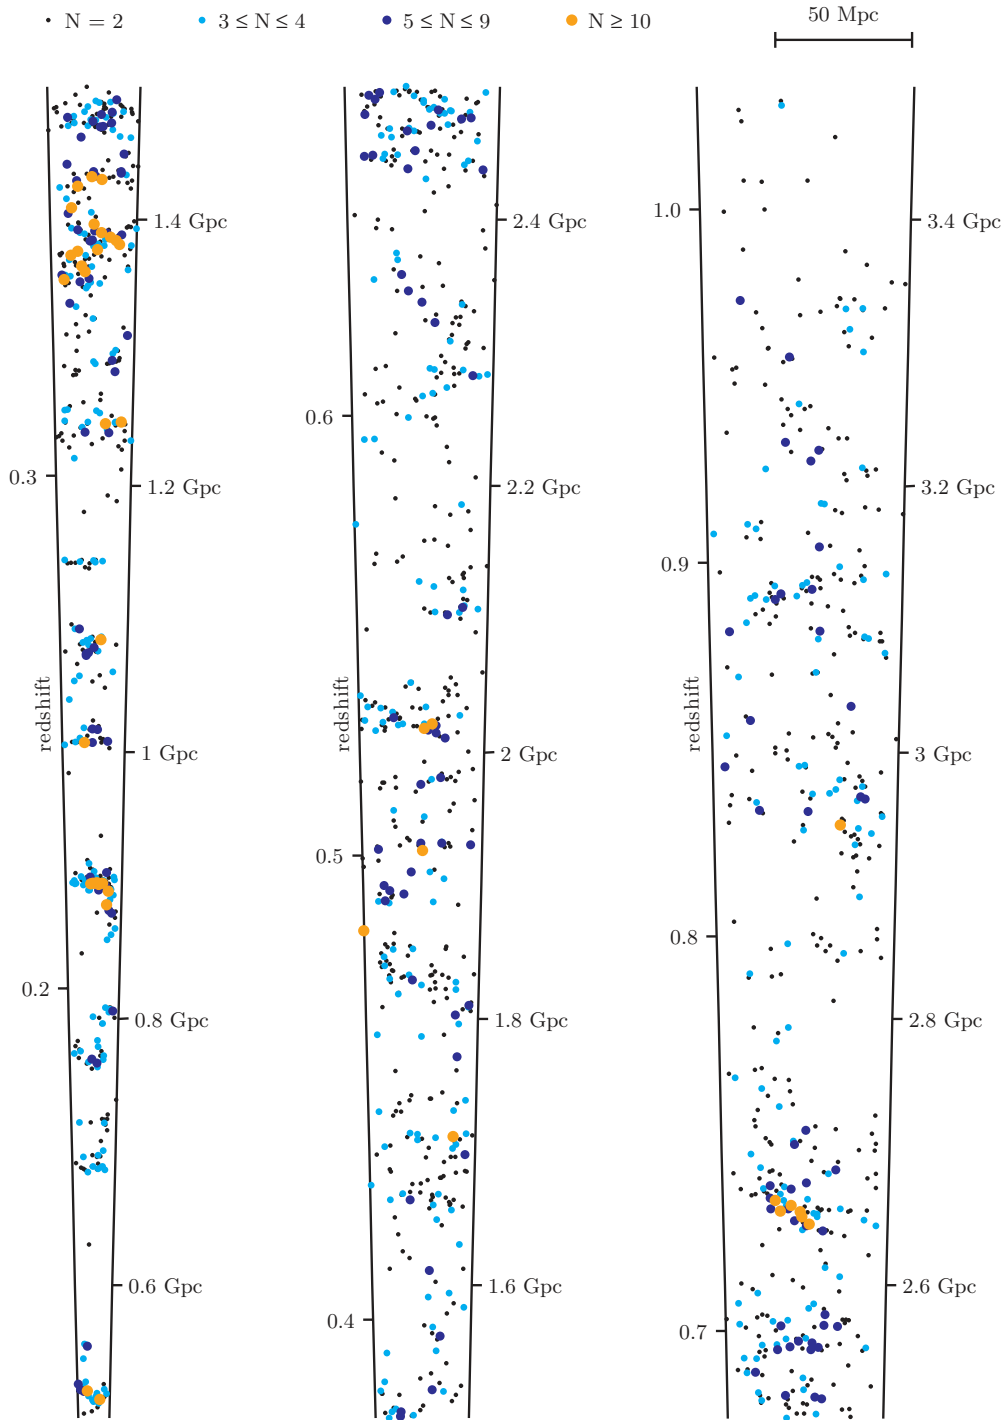 N = 2
3 ≤ N ≤ 4
5 ≤ N ≤ 9
N ≥ 10
50 Mpc
1.4 Gpc
0.3
1.2 Gpc
redshift
1 Gpc
0.2
0.8 Gpc
0.6 Gpc
2.4 Gpc
0.6
2.2 Gpc
redshift
2 Gpc
0.5
1.8 Gpc
1.6 Gpc
0.4
1.0
3.4 Gpc
3.2 Gpc
0.9
redshift
3 Gpc
0.8
2.8 Gpc
2.6 Gpc
0.7